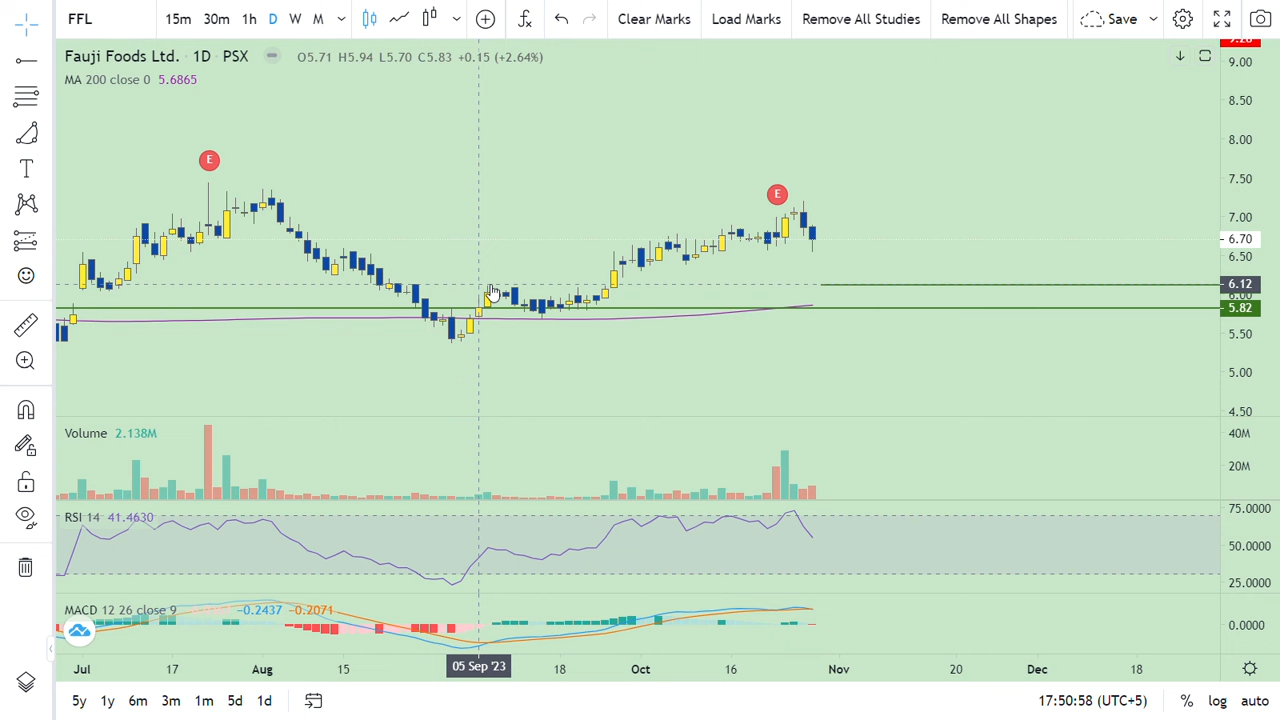 FFL 15m 30m 1h D W M Clear Marks Load Marks Remove All Studies Remove All Shapes Save
Fauji Foods Ltd. · 1D · PSX O5.71 H5.94 L5.70 C5.83 +0.15 (+2.64%)
MA 200 close 0 5.6865
9.00
8.50
8.00
E
7.50
E
7.00
6.70
6.50
6.12
6.00
5.82
5.50
5.00
4.50
Volume 2.138M
40M
20M
RSI 14 41.4630
75.0000
50.0000
25.0000
MACD 12 26 close 9 −0.2437 −0.2071
0.0000
Jul 17 Aug 15 05 Sep '23 18 Oct 16 Nov 20 Dec 18
5y 1y 6m 3m 1m 5d 1d 17:50:58 (UTC+5) % log auto